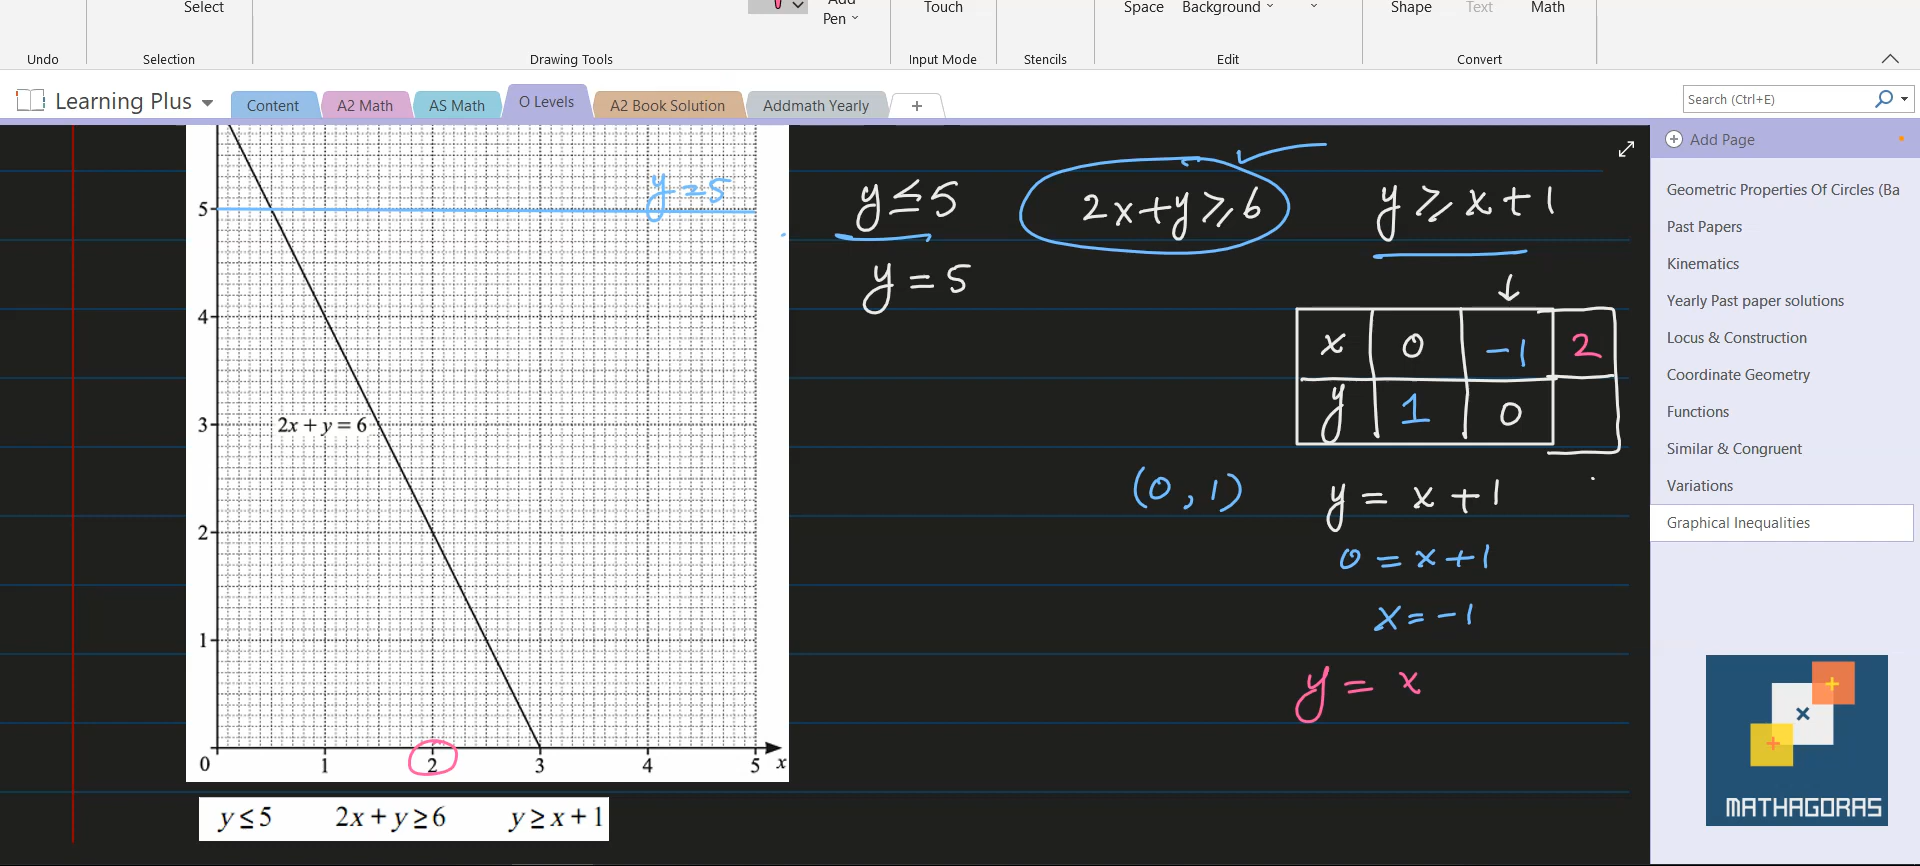 Select
Add
Pen
Touch
Space Background
Shape Text Math
Undo Selection Drawing Tools Input Mode Stencils Edit Convert
Learning Plus Content A2 Math AS Math O Levels A2 Book Solution Addmath Yearly + Search (Ctrl+E)
Add Page
Geometric Properties Of Circles (Ba
Past Papers
Kinematics
Yearly Past paper solutions
Locus & Construction
Coordinate Geometry
Functions
Similar & Congruent
Variations
Graphical Inequalities
y = 5
5
4
3
2x + y = 6
2
1
0 1 2 3 4 5 x
y ≤ 5 2x + y ≥ 6 y ≥ x + 1
y ≤ 5 2x+y ⩾ 6 y ⩾ x+1
y = 5
↓
x 0 -1 2
y 1 0
(0, 1) y = x + 1
0 = x + 1
x = -1
y = x
MATHAGORAS